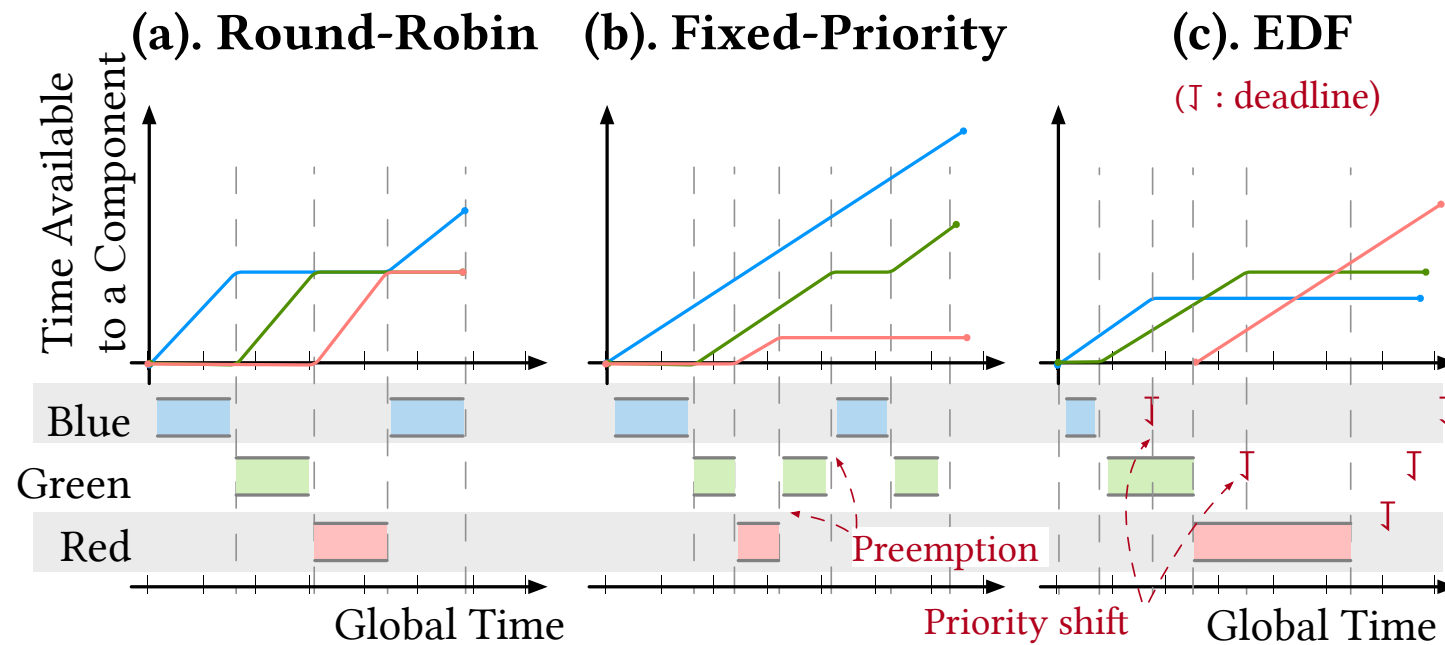 (a). Round-Robin
(b). Fixed-Priority
(c). EDF
( : deadline)
Time Available
to a Component
Blue
Green
Red
Preemption
Priority shift
Global Time
Global Time